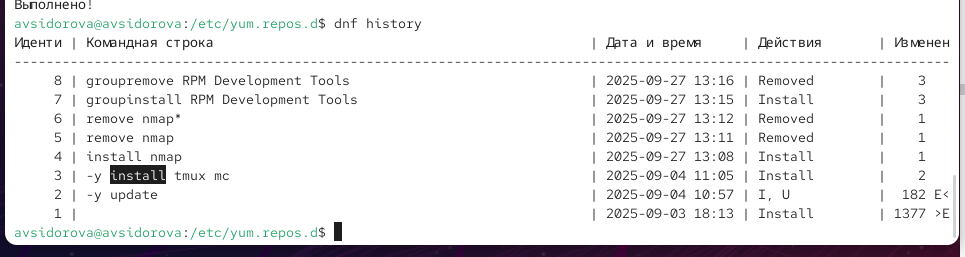 Выполнено!
avsidorova@avsidorova:/etc/yum.repos.d$ dnf history
Иденти | Командная строка | Дата и время | Действия | Изменен
--------------------------------------------------------------------------------
8 | groupremove RPM Development Tools | 2025-09-27 13:16 | Removed | 3
7 | groupinstall RPM Development Tools | 2025-09-27 13:15 | Install | 3
6 | remove nmap* | 2025-09-27 13:12 | Removed | 1
5 | remove nmap | 2025-09-27 13:11 | Removed | 1
4 | install nmap | 2025-09-27 13:08 | Install | 1
3 | -y install tmux mc | 2025-09-04 11:05 | Install | 2
2 | -y update | 2025-09-04 10:57 | I, U | 182 E<
1 | | 2025-09-03 18:13 | Install | 1377 >E
avsidorova@avsidorova:/etc/yum.repos.d$